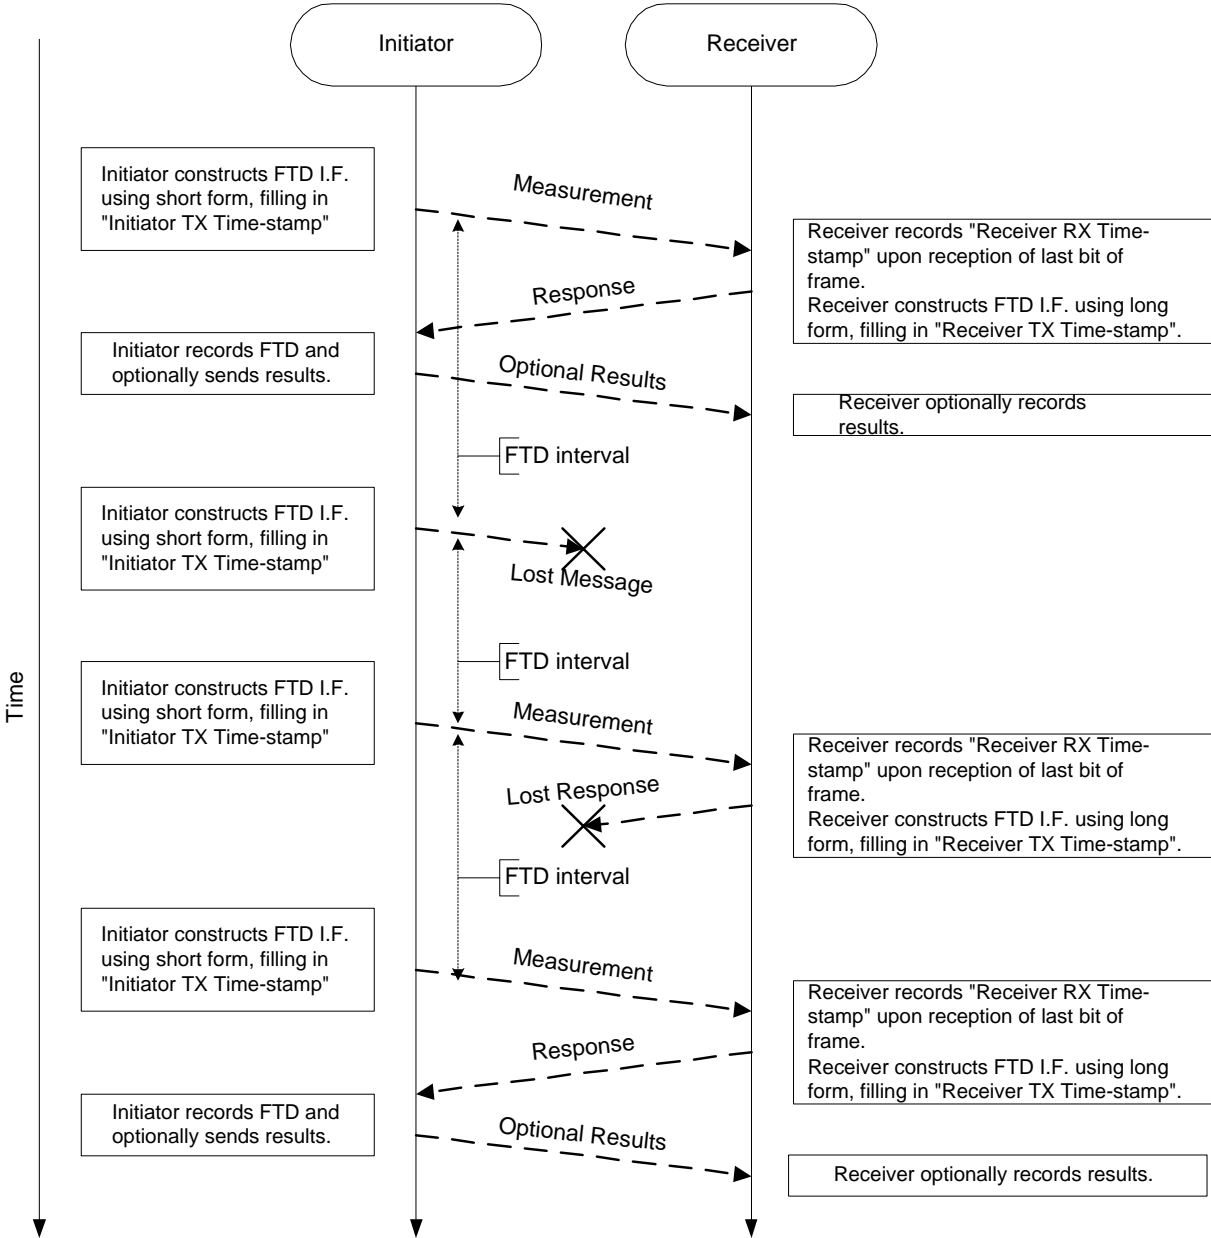 Initiator
Receiver
Initiator constructs FTD I.F.
using short form, filling in
"Initiator TX Time-stamp"
Measurement
Receiver records "Receiver RX Time-
stamp" upon reception of last bit of
frame.
Receiver constructs FTD I.F. using long
form, filling in "Receiver TX Time-stamp".
Response
Initiator records FTD and
optionally sends results.
Optional Results
Receiver optionally records
results.
FTD interval
Initiator constructs FTD I.F.
using short form, filling in
"Initiator TX Time-stamp"
Lost Message
FTD interval
Time
Initiator constructs FTD I.F.
using short form, filling in
"Initiator TX Time-stamp"
Measurement
Receiver records "Receiver RX Time-
stamp" upon reception of last bit of
frame.
Receiver constructs FTD I.F. using long
form, filling in "Receiver TX Time-stamp".
Lost Response
FTD interval
Initiator constructs FTD I.F.
using short form, filling in
"Initiator TX Time-stamp"
Measurement
Receiver records "Receiver RX Time-
stamp" upon reception of last bit of
frame.
Receiver constructs FTD I.F. using long
form, filling in "Receiver TX Time-stamp".
Response
Initiator records FTD and
optionally sends results.
Optional Results
Receiver optionally records results.